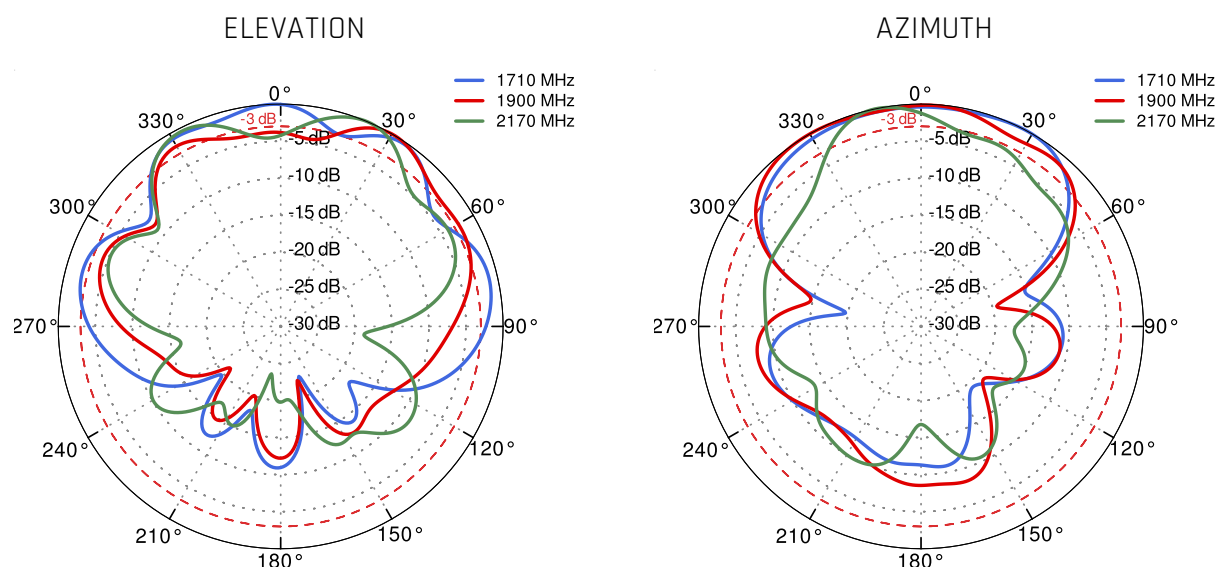 ELEVATION
1710 MHz
1900 MHz
2170 MHz
0°
330°
30°
-3 dB
-5 dB
-10 dB
300°
60°
-15 dB
-20 dB
-25 dB
-30 dB
270°
90°
240°
120°
210°
150°
180°
AZIMUTH
1710 MHz
1900 MHz
2170 MHz
0°
330°
30°
-3 dB
-5 dB
-10 dB
300°
60°
-15 dB
-20 dB
-25 dB
-30 dB
270°
90°
240°
120°
210°
150°
180°